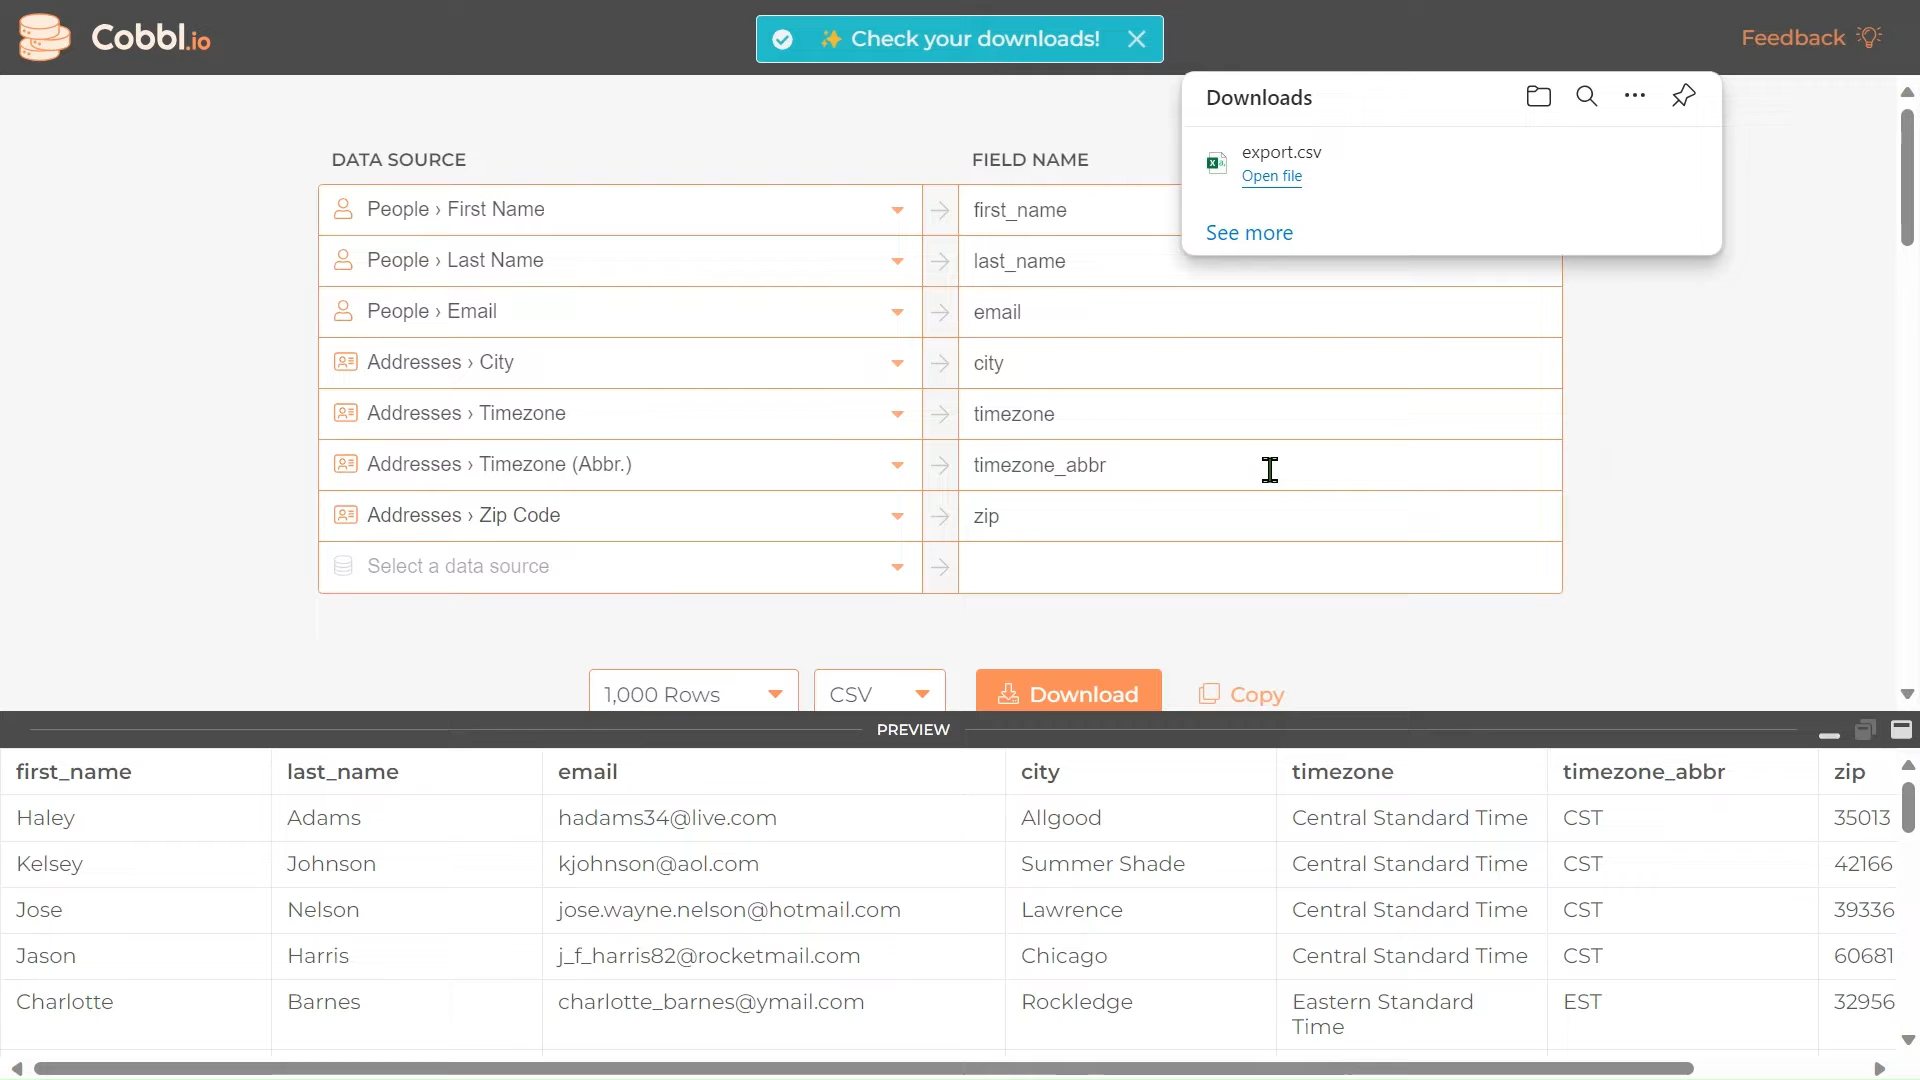 Cobbl.io
✨ Check your downloads!
Feedback
Downloads
export.csv
Open file
See more
DATA SOURCE FIELD NAME
People › First Name first_name
People › Last Name last_name
People › Email email
Addresses › City city
Addresses › Timezone timezone
Addresses › Timezone (Abbr.) timezone_abbr
Addresses › Zip Code zip
Select a data source
1,000 Rows CSV Download Copy
PREVIEW
first_name last_name email city timezone timezone_abbr zip
Haley Adams hadams34@live.com Allgood Central Standard Time CST 35013
Kelsey Johnson kjohnson@aol.com Summer Shade Central Standard Time CST 42166
Jose Nelson jose.wayne.nelson@hotmail.com Lawrence Central Standard Time CST 39336
Jason Harris j_f_harris82@rocketmail.com Chicago Central Standard Time CST 60681
Charlotte Barnes charlotte_barnes@ymail.com Rockledge Eastern Standard EST 32956
Time